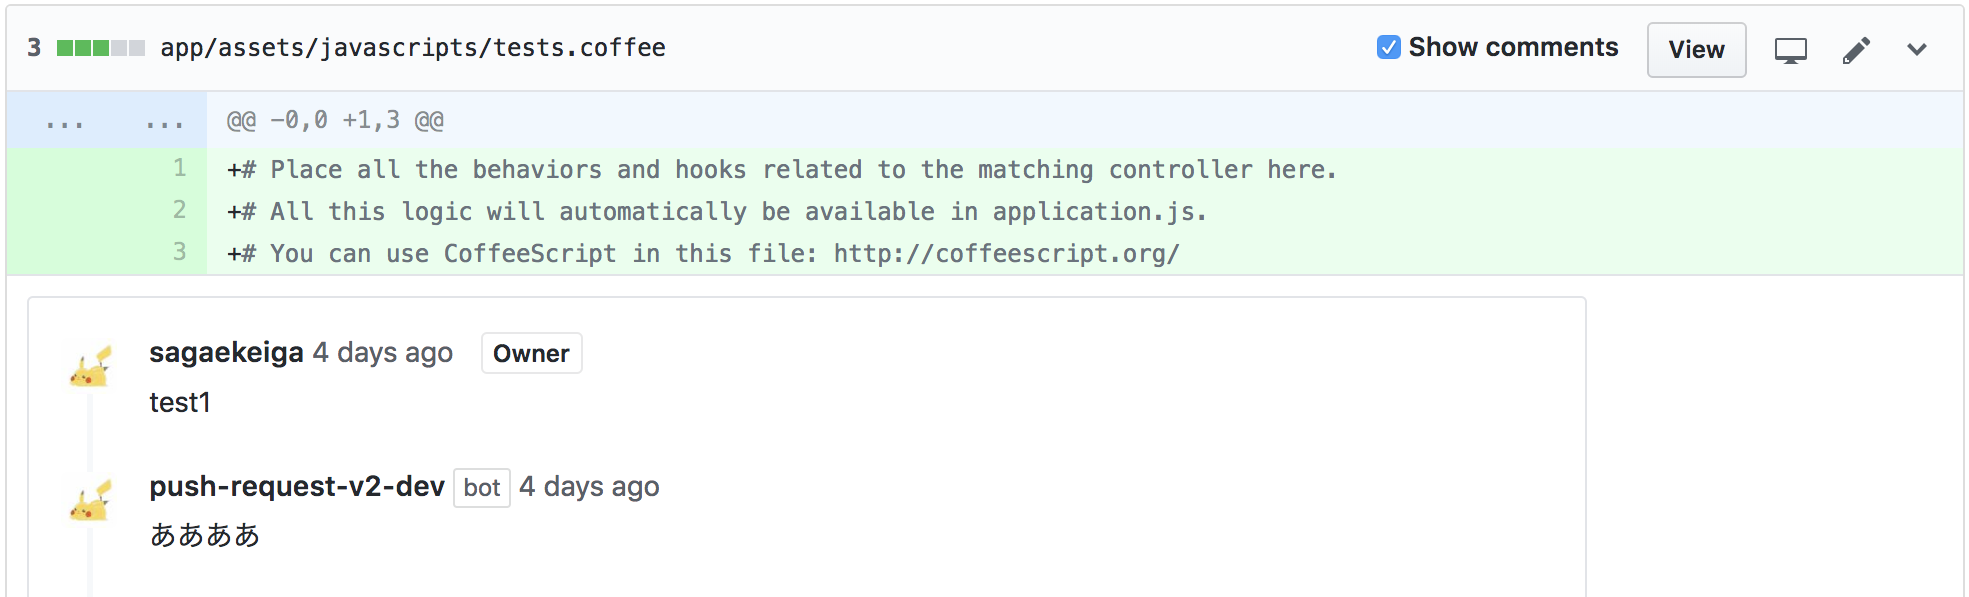 3 app/assets/javascripts/tests.coffee Show comments View
... ... @@ -0,0 +1,3 @@
1 +# Place all the behaviors and hooks related to the matching controller here.
2 +# All this logic will automatically be available in application.js.
3 +# You can use CoffeeScript in this file: http://coffeescript.org/
sagaekeiga 4 days ago Owner
test1
push-request-v2-dev bot 4 days ago
ああああ